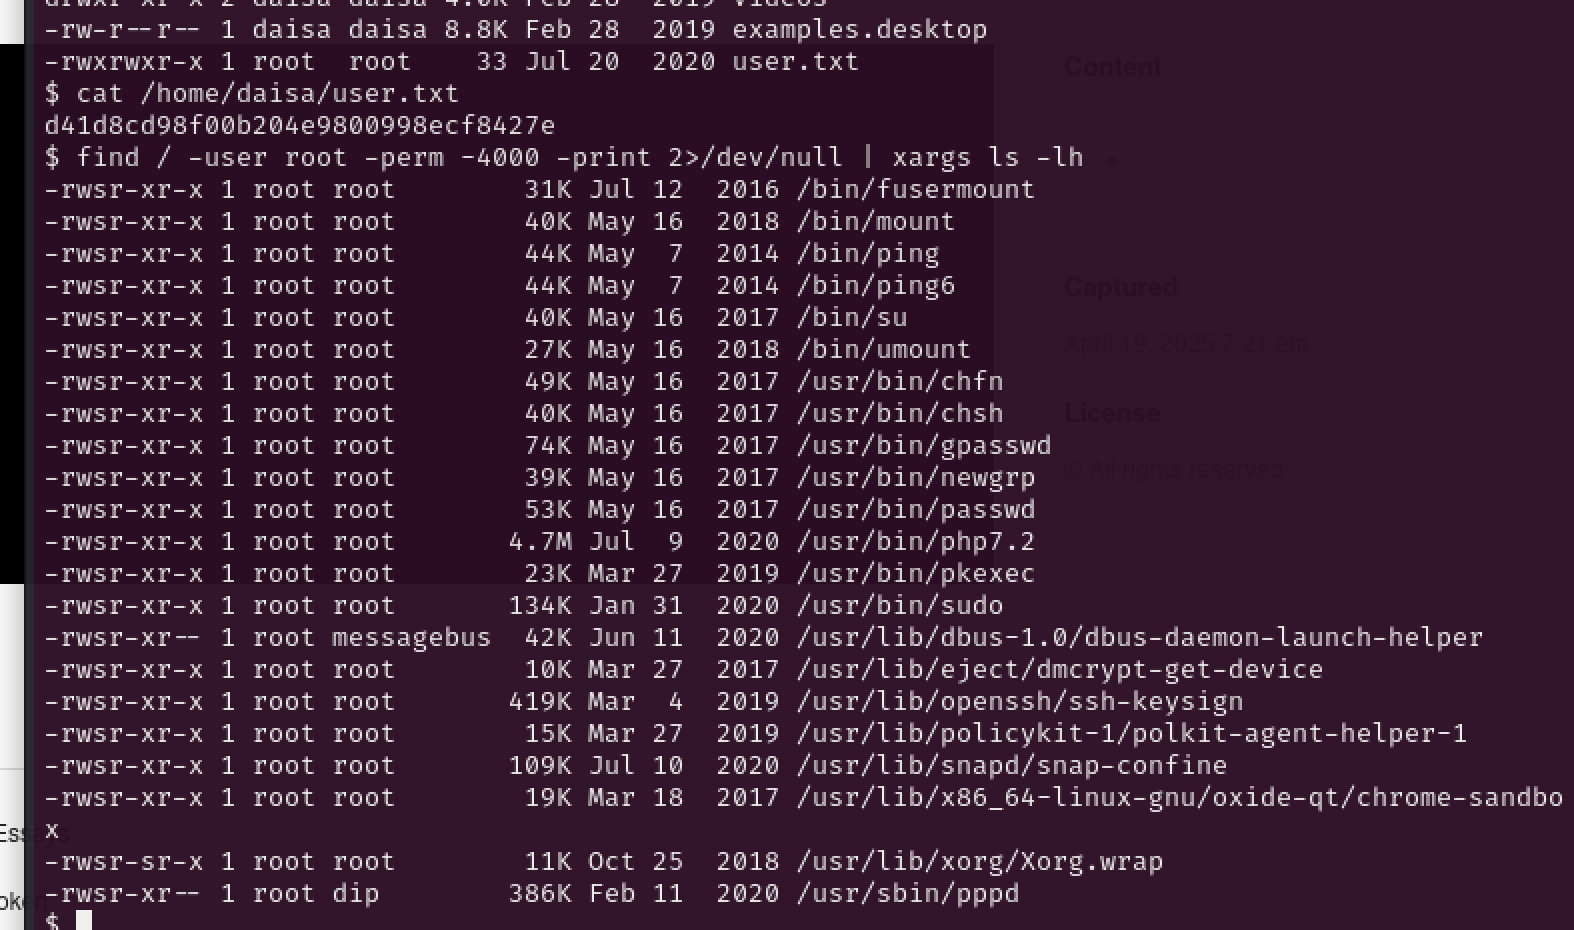 drwxr-xr-x 2 daisa daisa 4.0K Feb 28  2019 Videos
-rw-r--r-- 1 daisa daisa 8.8K Feb 28  2019 examples.desktop
-rwxrwxr-x 1 root  root    33 Jul 20  2020 user.txt
Content
$ cat /home/daisa/user.txt
d41d8cd98f00b204e9800998ecf8427e
$ find / -user root -perm -4000 -print 2>/dev/null | xargs ls -lh
-rwsr-xr-x 1 root root        31K Jul 12  2016 /bin/fusermount
-rwsr-xr-x 1 root root        40K May 16  2018 /bin/mount
-rwsr-xr-x 1 root root        44K May  7  2014 /bin/ping
-rwsr-xr-x 1 root root        44K May  7  2014 /bin/ping6
Captured
-rwsr-xr-x 1 root root        40K May 16  2017 /bin/su
-rwsr-xr-x 1 root root        27K May 16  2018 /bin/umount
April 19, 2025 7:21 am
-rwsr-xr-x 1 root root        49K May 16  2017 /usr/bin/chfn
-rwsr-xr-x 1 root root        40K May 16  2017 /usr/bin/chsh
License
-rwsr-xr-x 1 root root        74K May 16  2017 /usr/bin/gpasswd
-rwsr-xr-x 1 root root        39K May 16  2017 /usr/bin/newgrp
© All rights reserved
-rwsr-xr-x 1 root root        53K May 16  2017 /usr/bin/passwd
-rwsr-xr-x 1 root root       4.7M Jul  9  2020 /usr/bin/php7.2
-rwsr-xr-x 1 root root        23K Mar 27  2019 /usr/bin/pkexec
-rwsr-xr-x 1 root root       134K Jan 31  2020 /usr/bin/sudo
-rwsr-xr-- 1 root messagebus  42K Jun 11  2020 /usr/lib/dbus-1.0/dbus-daemon-launch-helper
-rwsr-xr-x 1 root root        10K Mar 27  2017 /usr/lib/eject/dmcrypt-get-device
-rwsr-xr-x 1 root root       419K Mar  4  2019 /usr/lib/openssh/ssh-keysign
-rwsr-xr-x 1 root root        15K Mar 27  2019 /usr/lib/policykit-1/polkit-agent-helper-1
-rwsr-xr-x 1 root root       109K Jul 10  2020 /usr/lib/snapd/snap-confine
-rwsr-xr-x 1 root root        19K Mar 18  2017 /usr/lib/x86_64-linux-gnu/oxide-qt/chrome-sandbo
x
Essays
-rwsr-sr-x 1 root root        11K Oct 25  2018 /usr/lib/xorg/Xorg.wrap
-rwsr-xr-- 1 root dip        386K Feb 11  2020 /usr/sbin/pppd
$